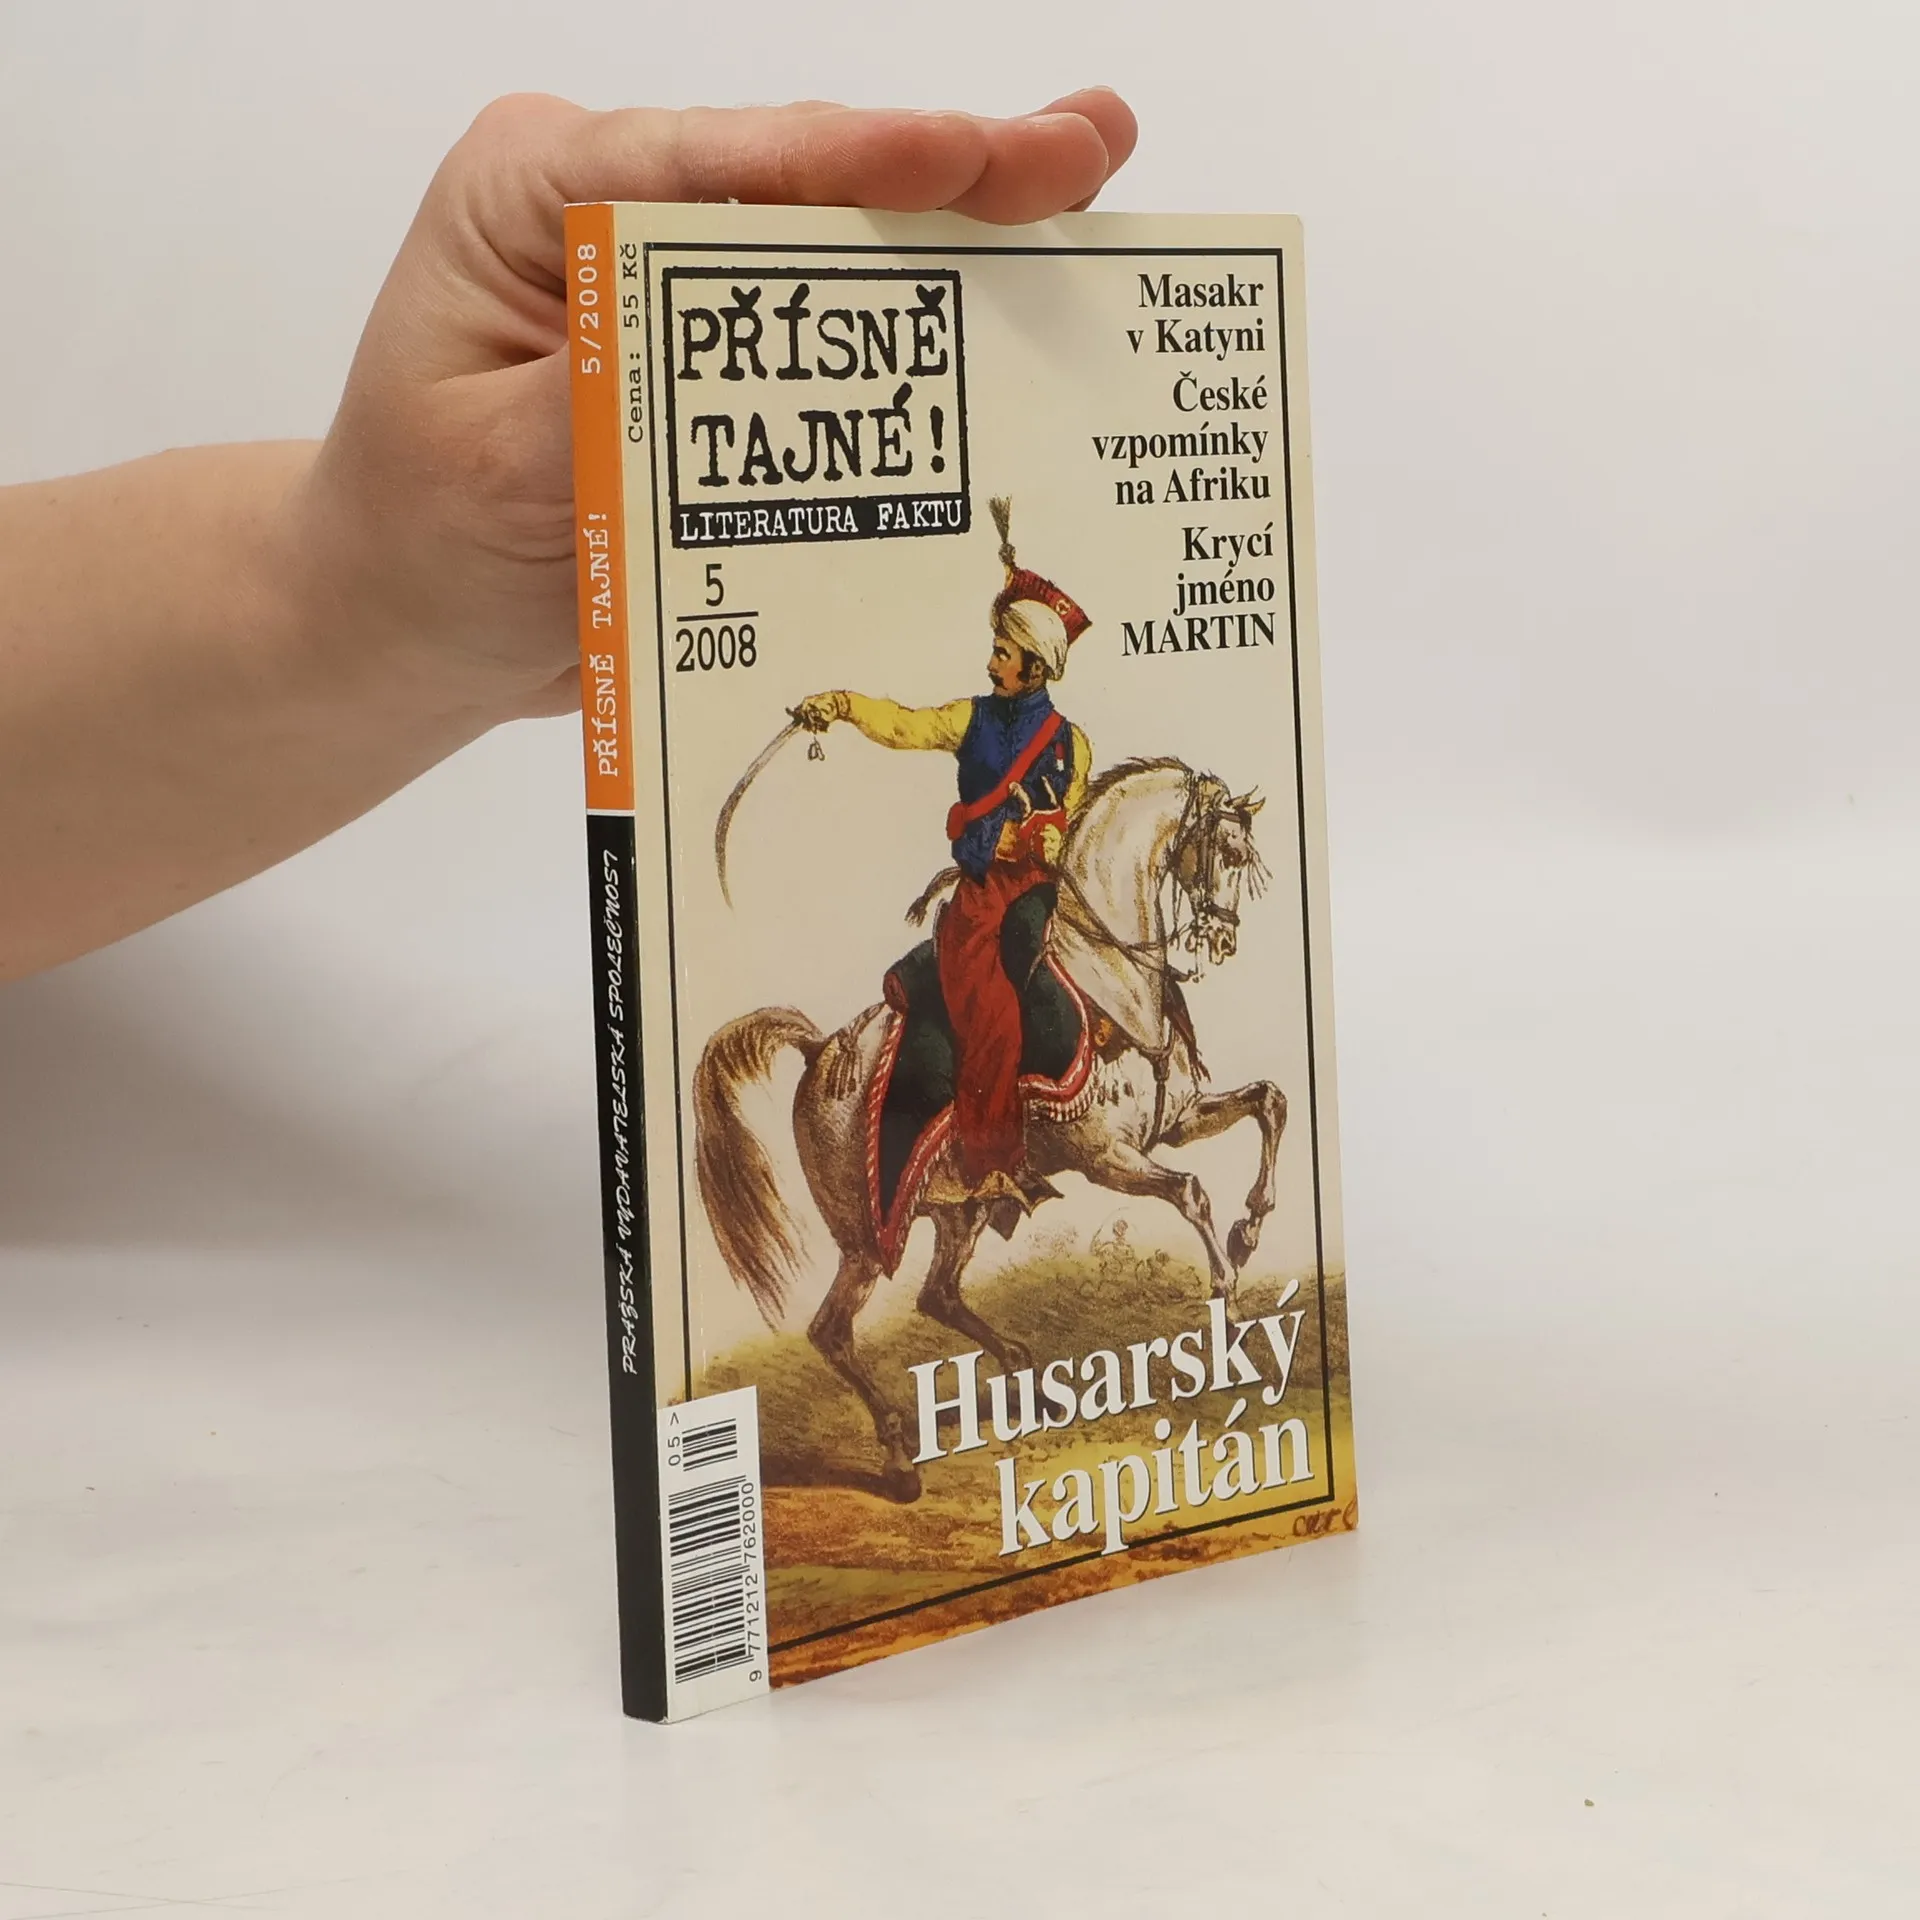 5/2008
PŘÍSNĚ TAJNÉ!
PRAŽSKÁ VYDAVATELSKÁ SPOLEČNOST
Cena: 55 Kč
PŘÍSNĚ
TAJNÉ!
LITERATURA FAKTU
5
2008
Masakr
v Katyni
České
vzpomínky
na Afriku
Krycí
jméno
MARTIN
Husarský
kapitán
05 >
9 771212 762000